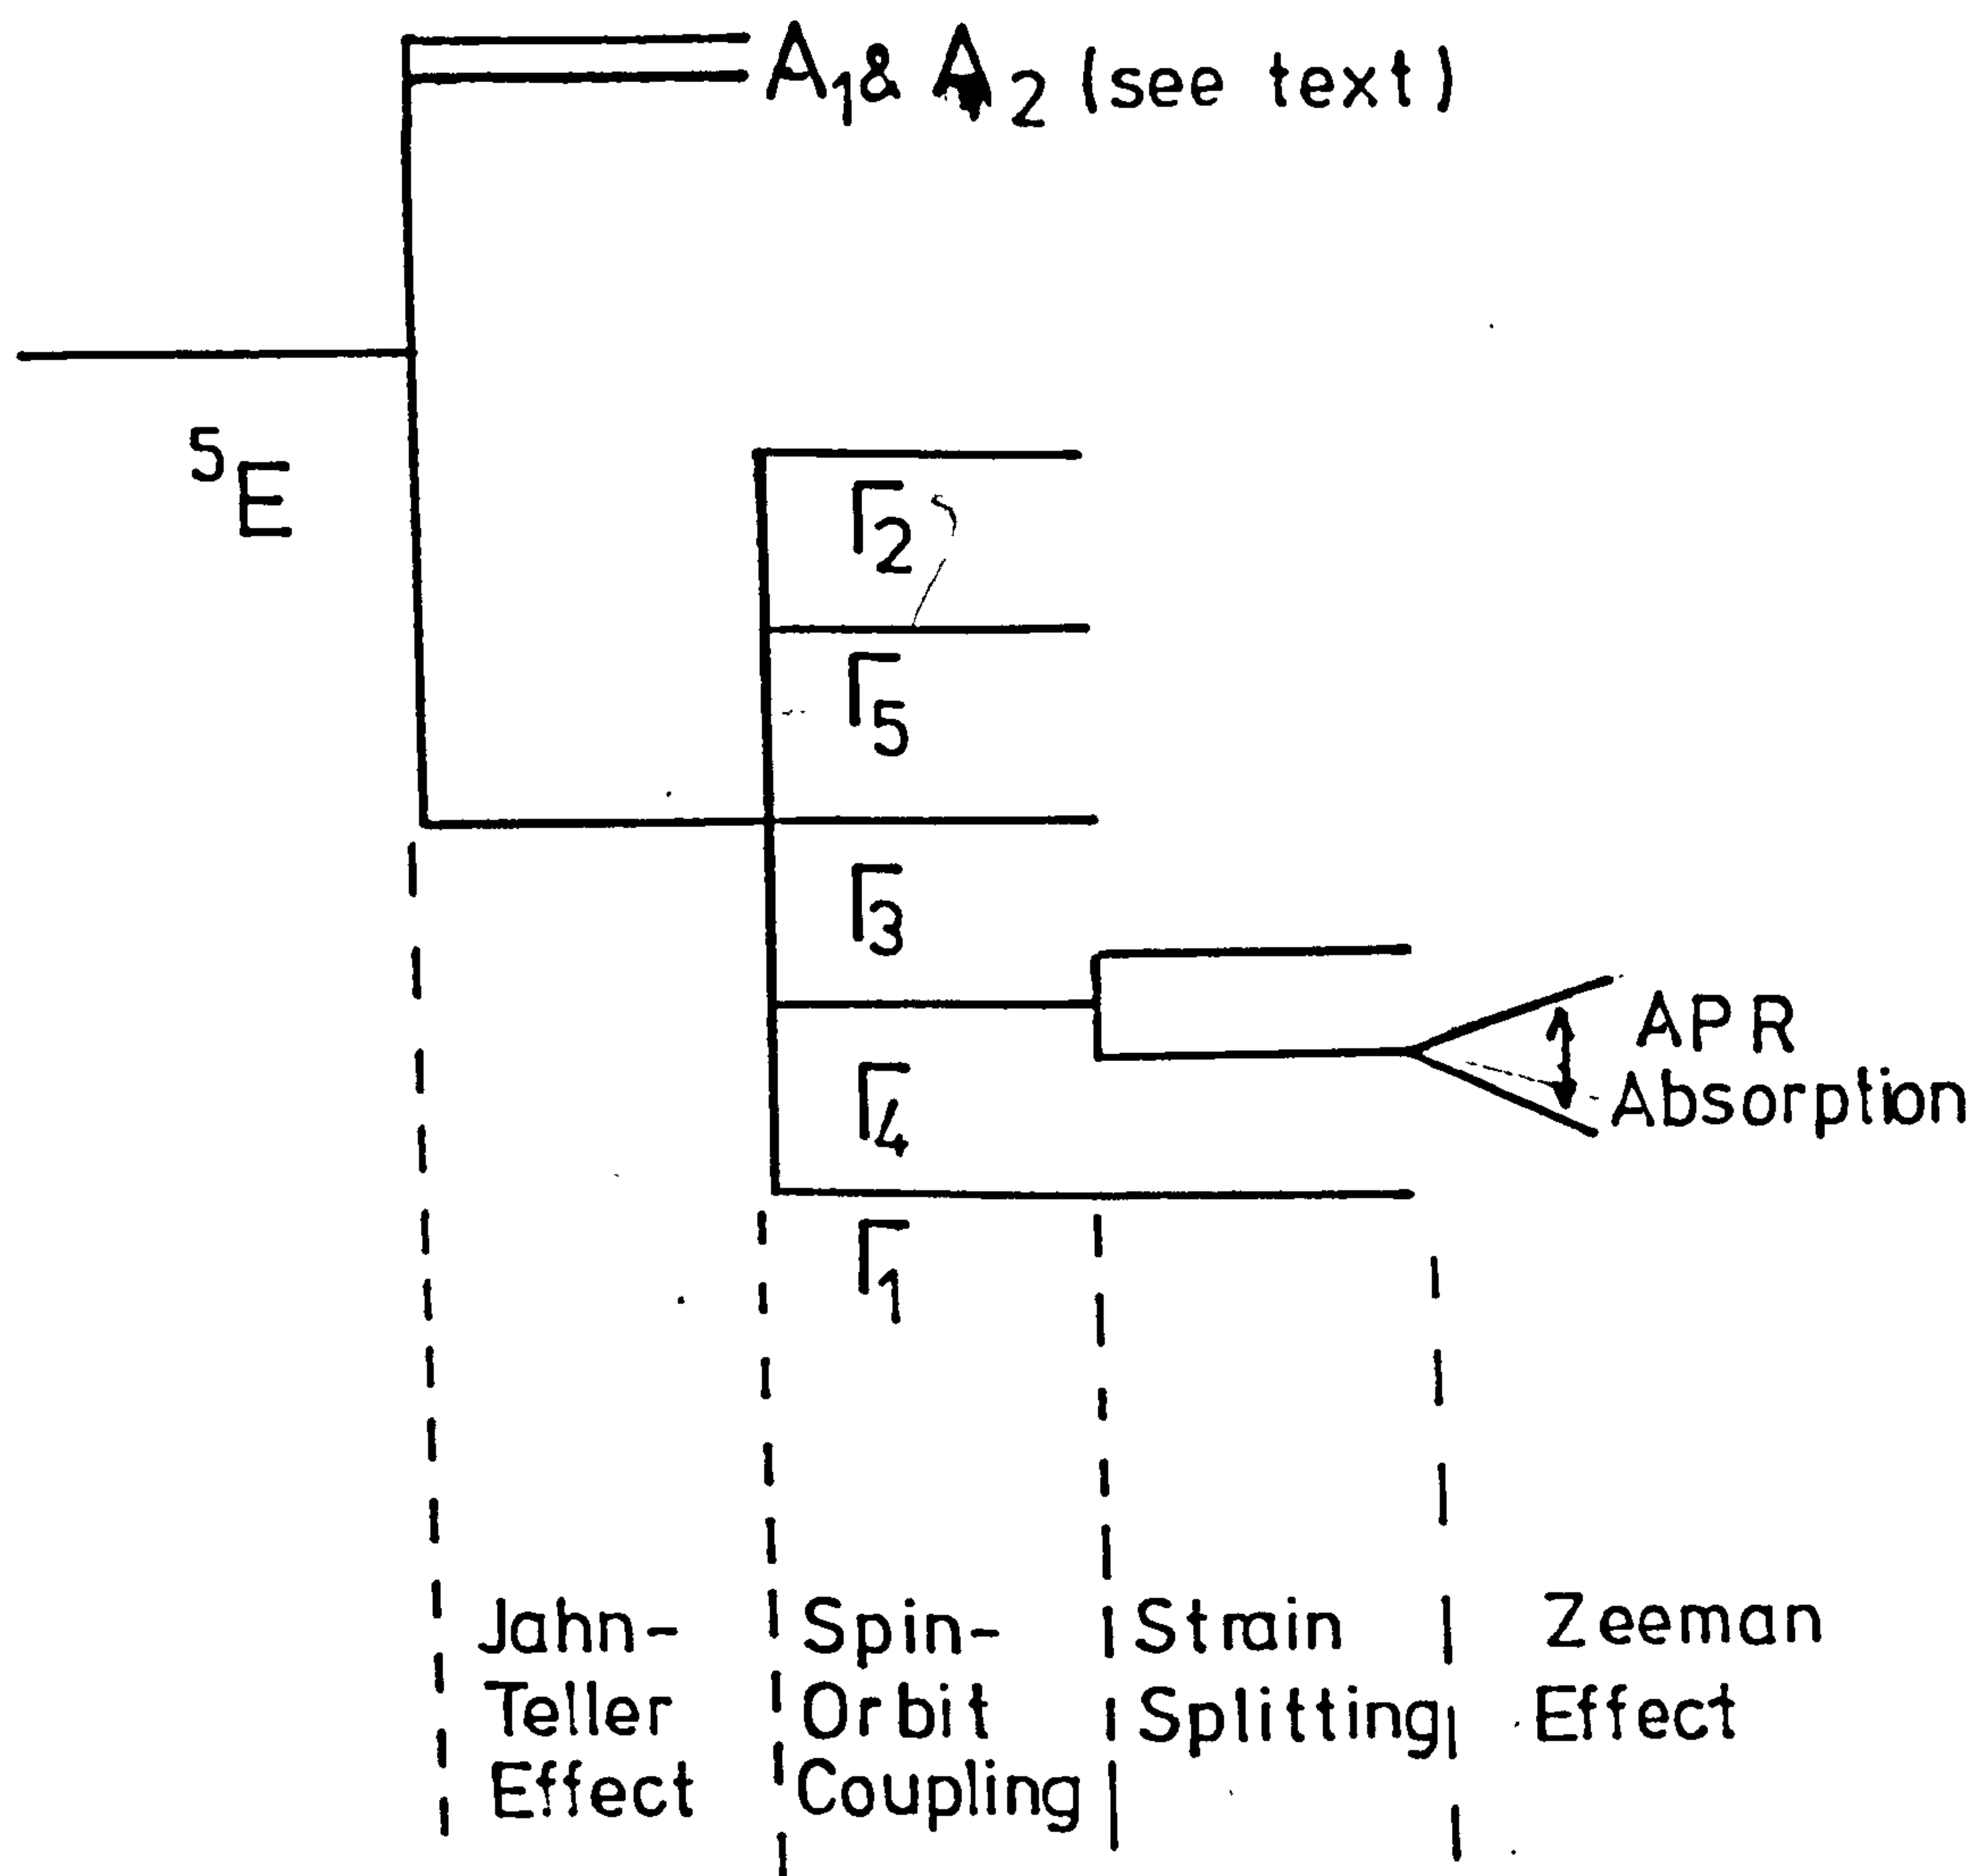 A₁ & A₂ (see text)
⁵E
Γ₂
Γ₅
Γ₃
Γ₄
Γ₁
APR
Absorption
Jahn-
Teller
Effect
Spin-
Orbit
Coupling
Strain
Splitting
Zeeman
Effect